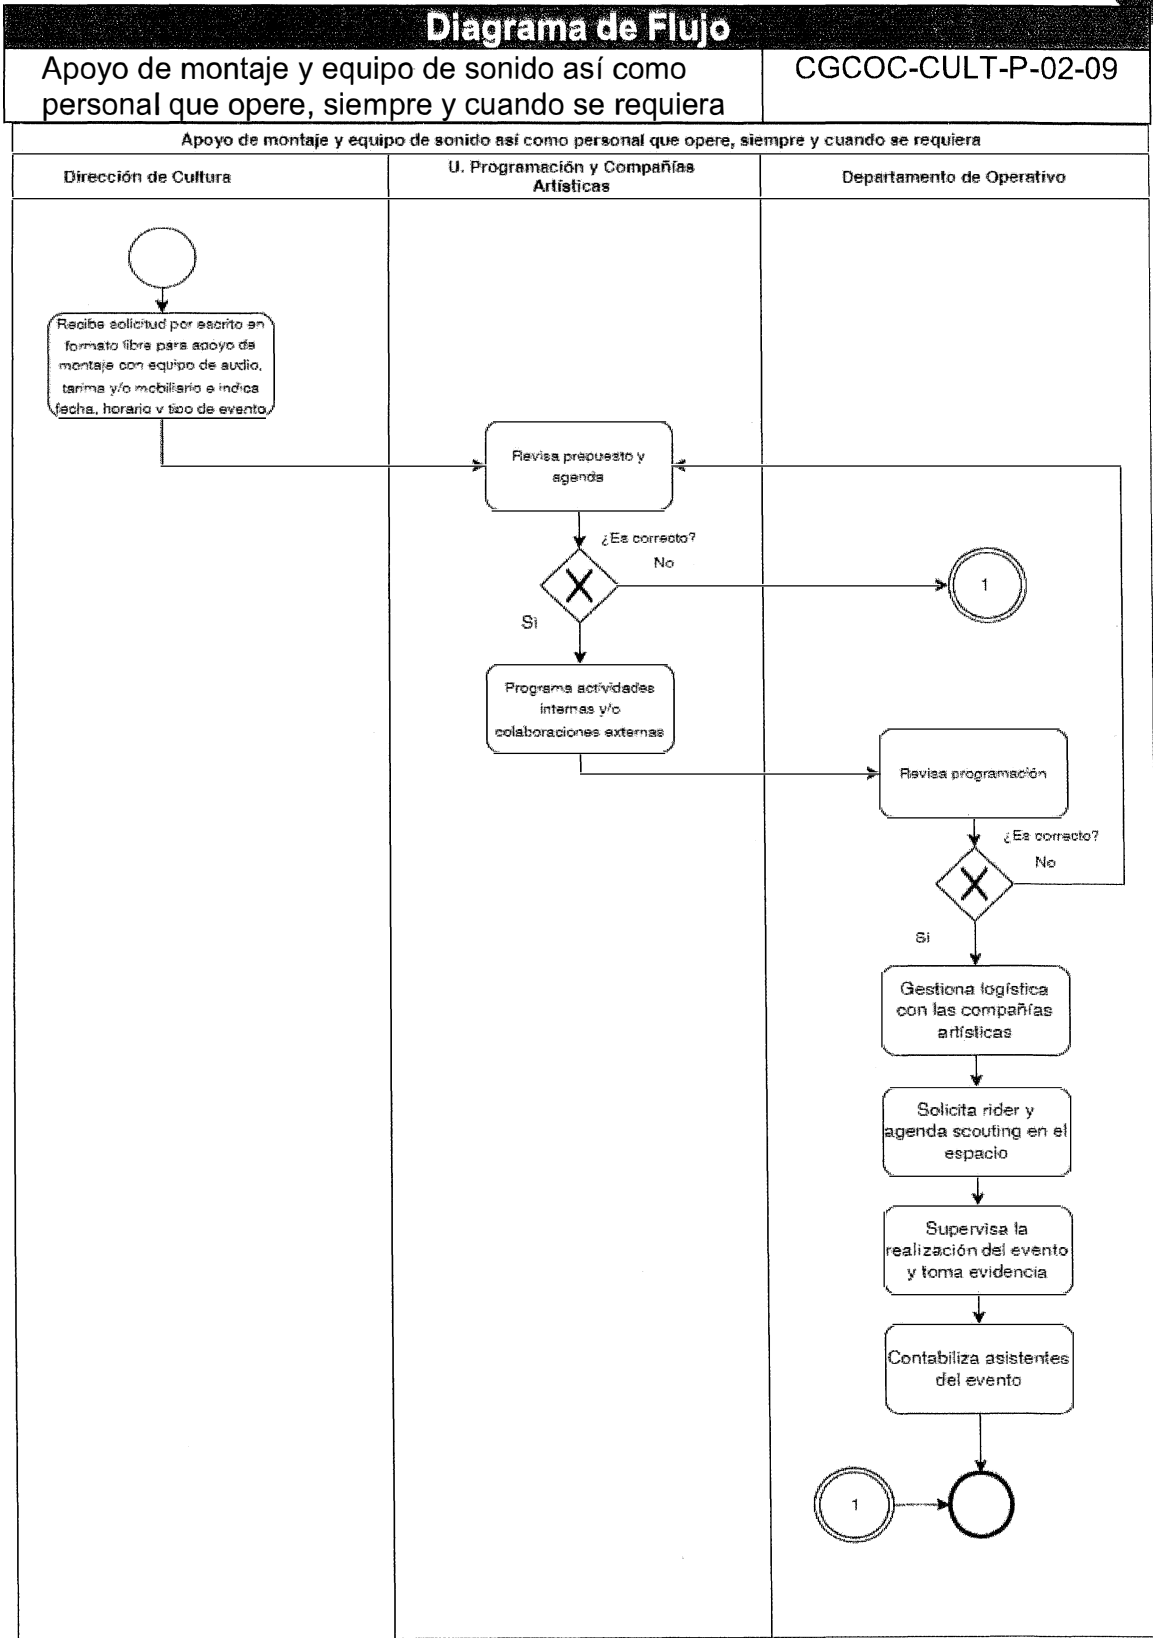 Diagrama de Flujo
Apoyo de montaje y equipo de sonido así como
personal que opere, siempre y cuando se requiera
CGCOC-CULT-P-02-09
Apoyo de montaje y equipo de sonido así como personal que opere, siempre y cuando se requiera
Dirección de Cultura
U. Programación y Compañías
Artísticas
Departamento de Operativo
Recibe solicitud por escrito en
formato libre para apoyo de
montaje con equipo de audio,
tarima y/o mobiliario e indica
fecha, horario y tipo de evento
Revisa prepuesto y
agenda
¿Es correcto?
No
1
Sì
Programa actividades
internas y/o
colaboraciones externas
Revisa programación
¿Es correcto?
No
Si
Gestiona logística
con las compañías
artísticas
Solicita rider y
agenda scouting en el
espacio
Supervisa la
realización del evento
y toma evidencia
Contabiliza asistentes
del evento
1